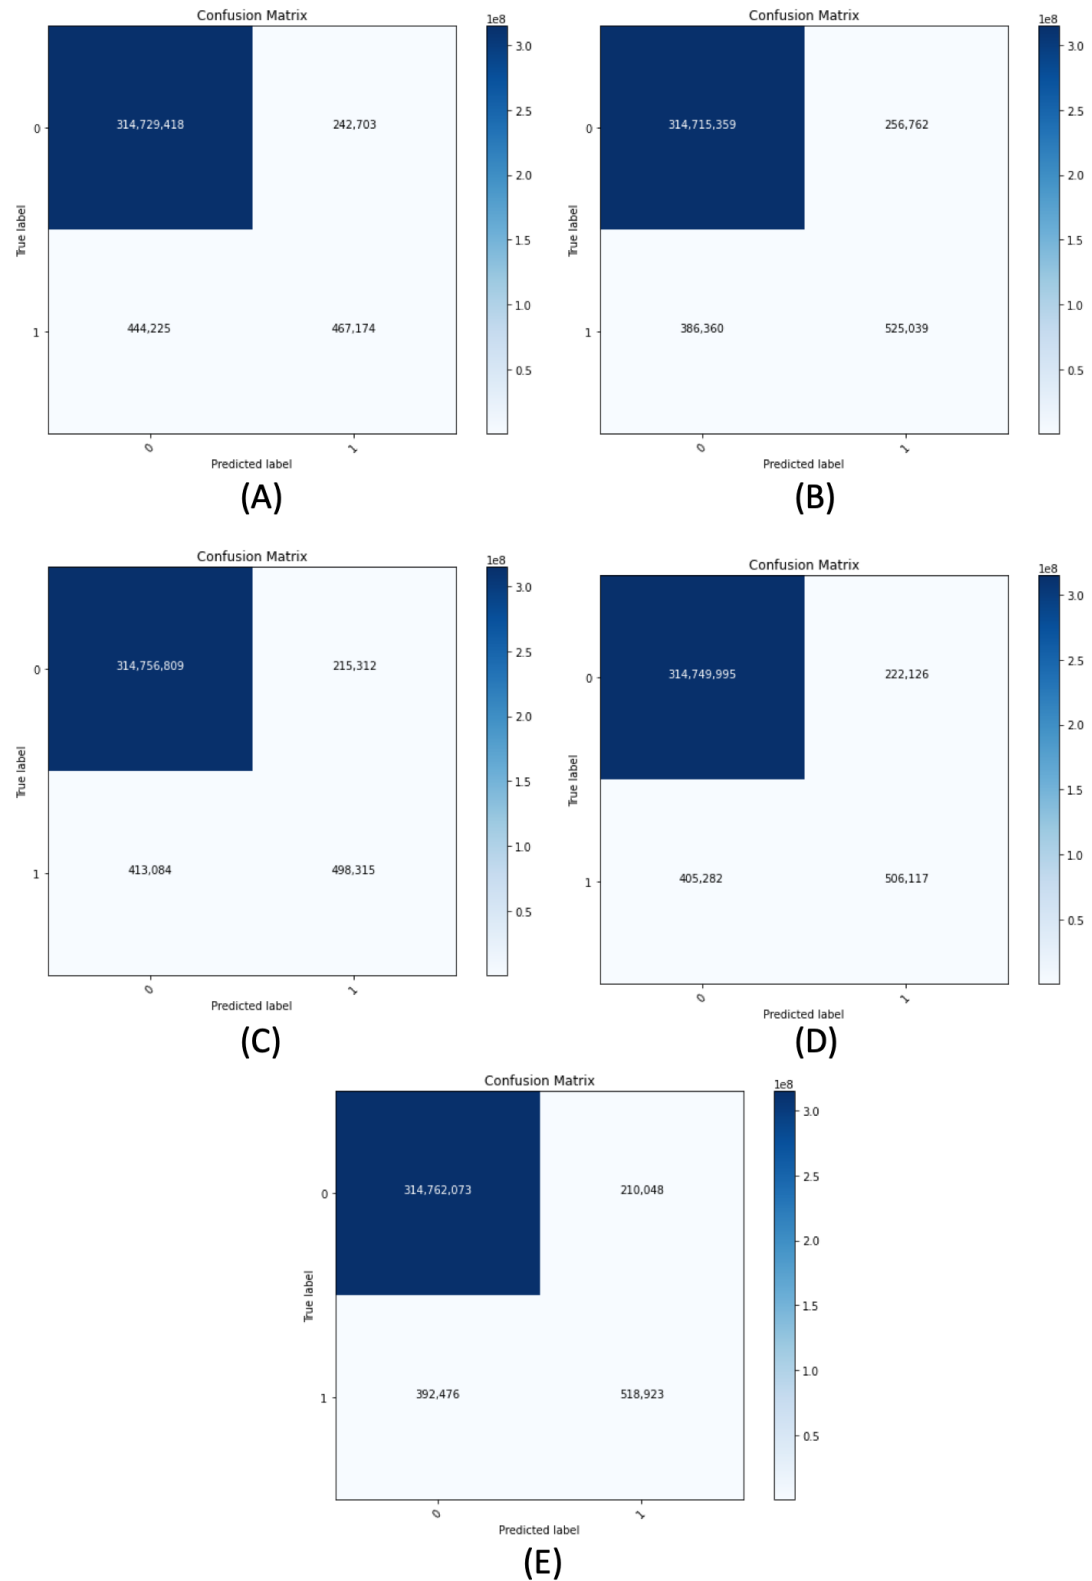 Confusion Matrix
1e8
0
314,729,418
242,703
1
444,225
467,174
True label
0
1
Predicted label
3.0
2.5
2.0
1.5
1.0
0.5
(A)
Confusion Matrix
1e8
0
314,715,359
256,762
1
386,360
525,039
True label
0
1
Predicted label
3.0
2.5
2.0
1.5
1.0
0.5
(B)
Confusion Matrix
1e8
0
314,756,809
215,312
1
413,084
498,315
True label
0
1
Predicted label
3.0
2.5
2.0
1.5
1.0
0.5
(C)
Confusion Matrix
1e8
0
314,749,995
222,126
1
405,282
506,117
True label
0
1
Predicted label
3.0
2.5
2.0
1.5
1.0
0.5
(D)
Confusion Matrix
1e8
0
314,762,073
210,048
1
392,476
518,923
True label
0
1
Predicted label
3.0
2.5
2.0
1.5
1.0
0.5
(E)